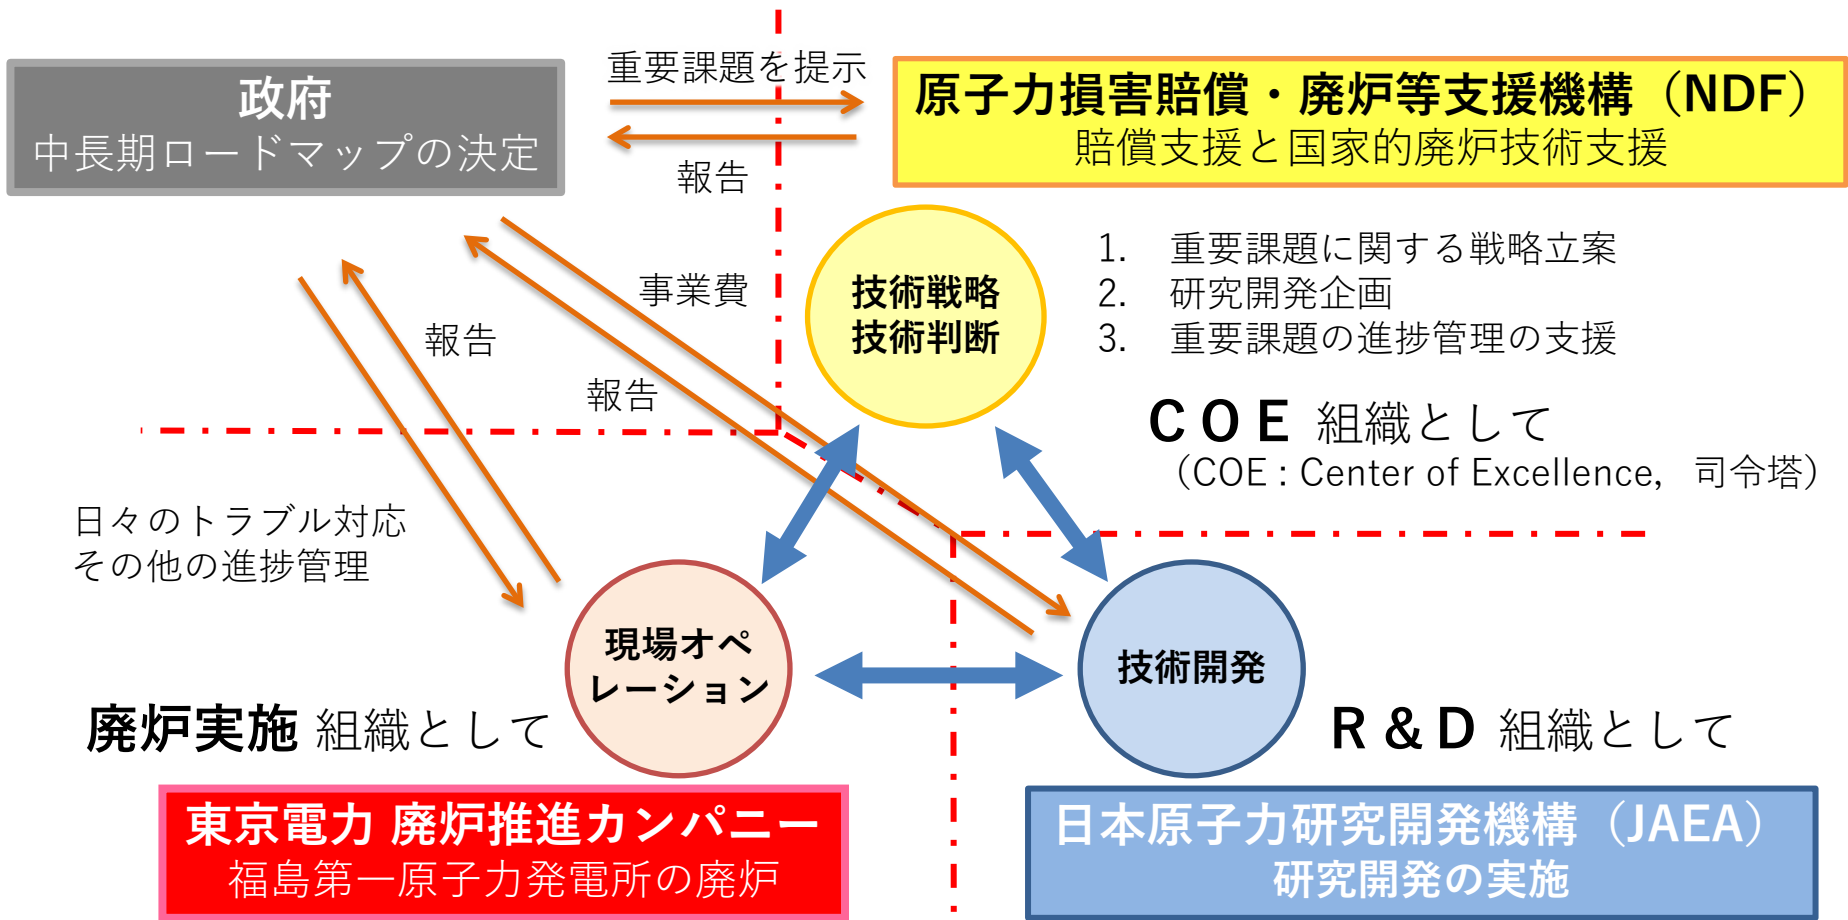 政府
中長期ロードマップの決定
重要課題を提示
報告
原子力損害賠償・廃炉等支援機構（NDF）
賠償支援と国家的廃炉技術支援
技術戦略
技術判断
1. 重要課題に関する戦略立案
2. 研究開発企画
3. 重要課題の進捗管理の支援
事業費
報告
報告
COE 組織として
（COE : Center of Excellence, 司令塔）
日々のトラブル対応
その他の進捗管理
現場オペ
レーション
技術開発
廃炉実施 組織として
R & D 組織として
東京電力 廃炉推進カンパニー
福島第一原子力発電所の廃炉
日本原子力研究開発機構（JAEA）
研究開発の実施